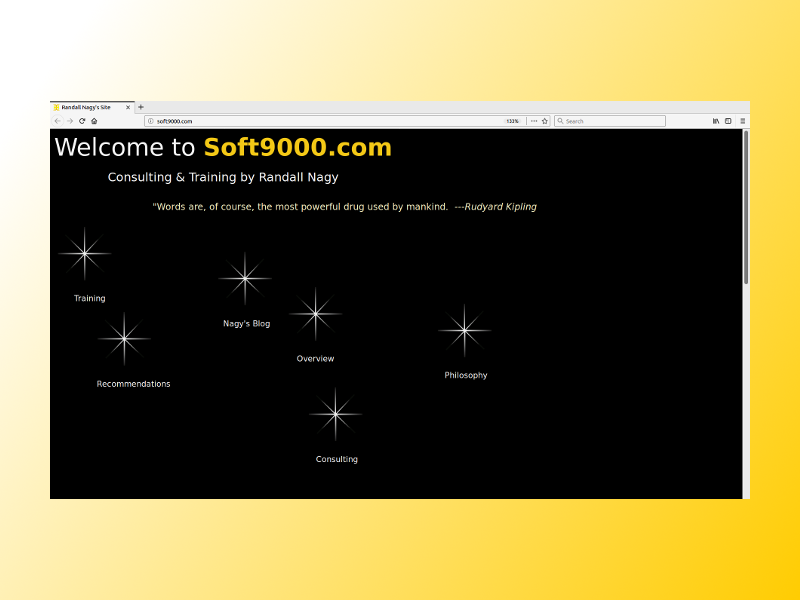 Randall Nagy's Site
soft9000.com
133%
Search
Welcome to Soft9000.com
Consulting & Training by Randall Nagy
"Words are, of course, the most powerful drug used by mankind. ---Rudyard Kipling
Training
Nagy's Blog
Overview
Philosophy
Recommendations
Consulting